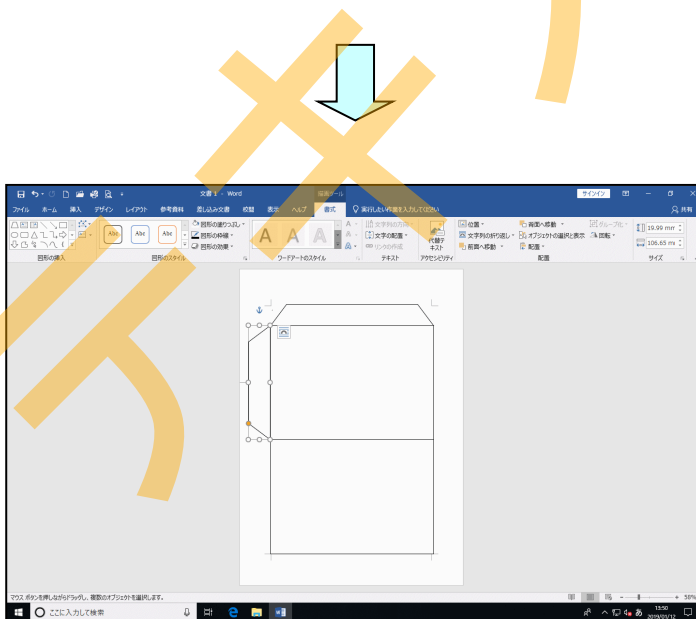 文書 1 - Word
描画ツール
サインイン
ファイル ホーム 挿入 デザイン レイアウト 参考資料 差し込み文書 校閲 表示 ヘルプ 書式 実行したい作業を入力してください 共有
Abc Abc Abc
図形の塗りつぶし
図形の枠線
図形の効果
A A A
文字列の方向
文字の配置
リンクの作成
代替テ
キスト
位置
文字列の折り返し
前面へ移動
背面へ移動
オブジェクトの選択と表示
配置
グループ化
回転
19.99 mm
106.65 m
図形の挿入 図形のスタイル ワードアートのスタイル テキスト アクセシビリティ 配置 サイズ
マウス ボタンを押しながらドラッグし、複数のオブジェクトを選択します。
58%
ここに入力して検索
あ
13:50
2019/01/12